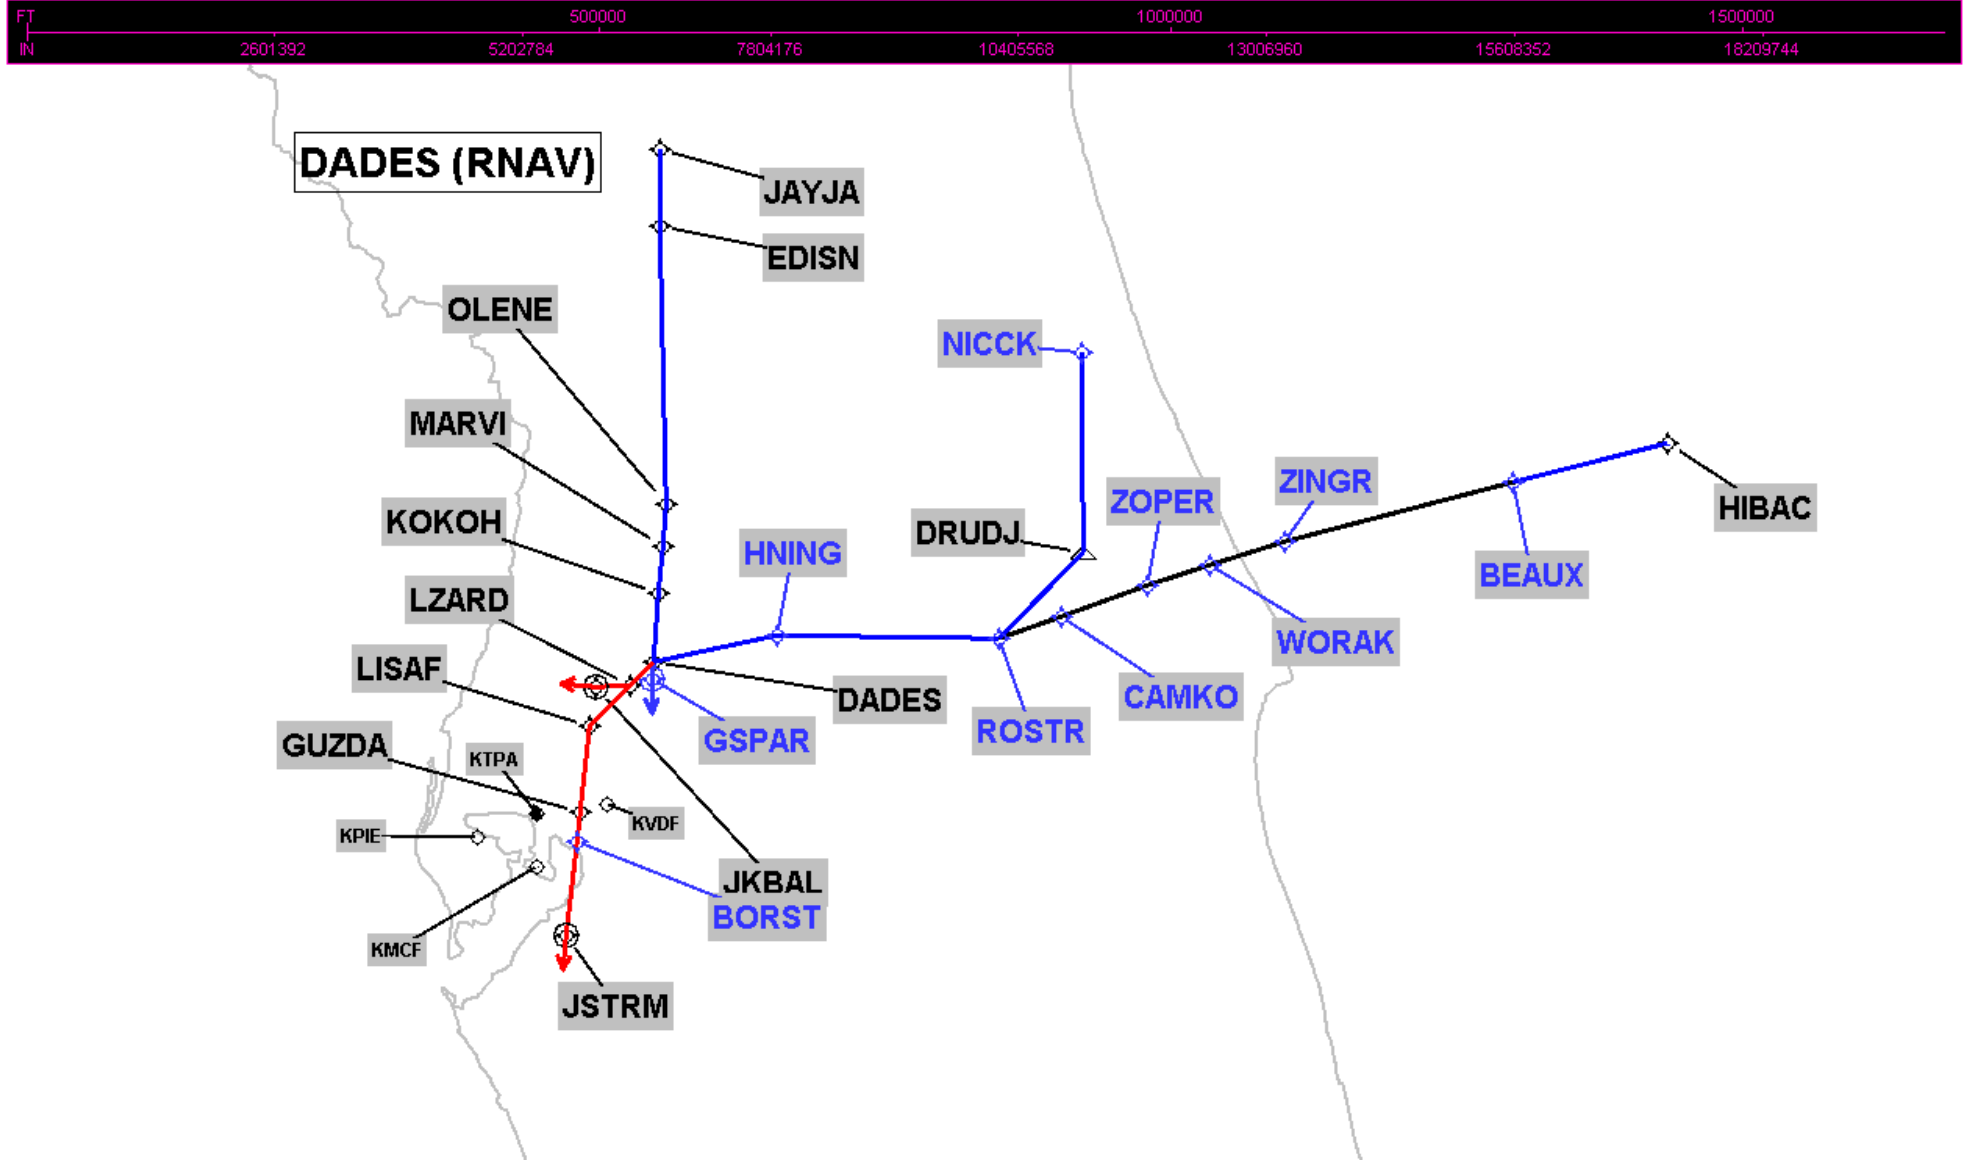 FT 500000 1000000 1500000
IN 2601392 5202784 7804176 10405568 13006960 15608352 18209744
DADES (RNAV)
JAYJA
EDISN
OLENE
NICCK
MARVI
ZINGR
ZOPER
HIBAC
KOKOH
DRUDJ
HNING
BEAUX
LZARD
WORAK
LISAF
CAMKO
DADES
ROSTR
GSPAR
GUZDA
KTPA
KVDF
KPIE
JKBAL
BORST
KMCF
JSTRM